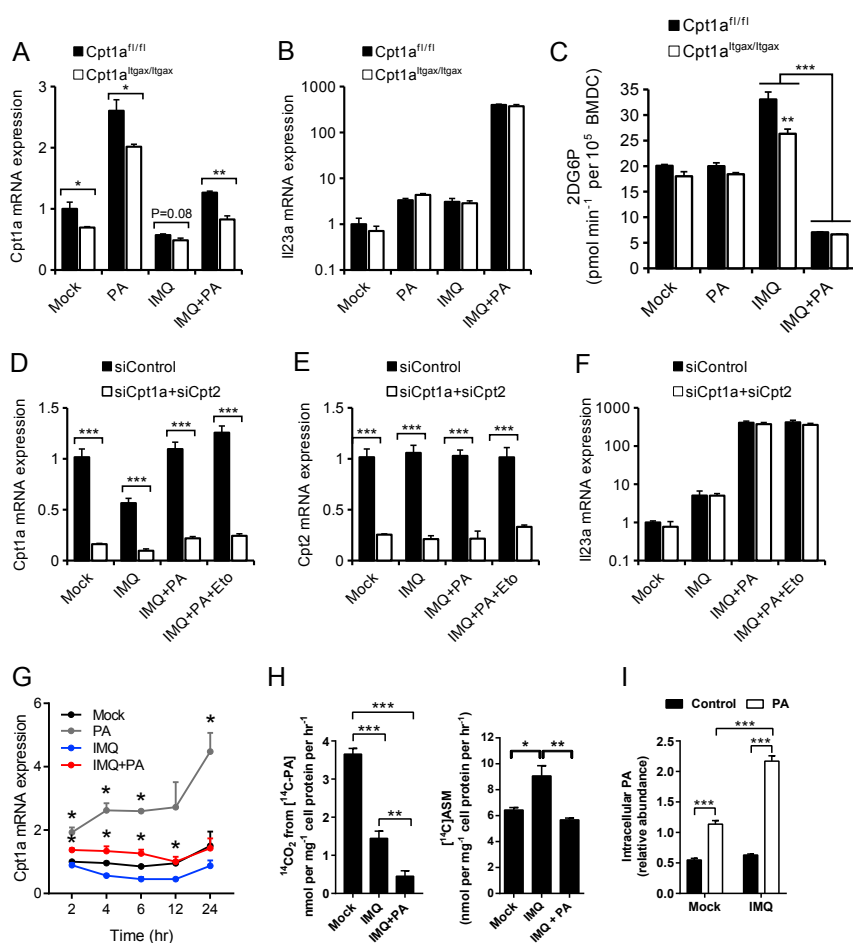 A
Cpt1a^fl/fl
Cpt1a^Itgax/Itgax
Cpt1a mRNA expression
3
2
1
0
*
*
P=0.08
**
Mock
PA
IMQ
IMQ+PA
B
Cpt1a^fl/fl
Cpt1a^Itgax/Itgax
Il23a mRNA expression
1000
100
10
1
0.1
Mock
PA
IMQ
IMQ+PA
C
Cpt1a^fl/fl
Cpt1a^Itgax/Itgax
2DG6P
(pmol min⁻¹ per 10⁵ BMDC)
35
30
25
20
15
10
5
0
***
**
Mock
PA
IMQ
IMQ+PA
D
siControl
siCpt1a+siCpt2
Cpt1a mRNA expression
1.5
1
0.5
0
***
***
***
***
Mock
IMQ
IMQ+PA
IMQ+PA+Eto
E
siControl
siCpt1a+siCpt2
Cpt2 mRNA expression
1.5
1
0.5
0
***
***
***
***
Mock
IMQ
IMQ+PA
IMQ+PA+Eto
F
siControl
siCpt1a+siCpt2
Il23a mRNA expression
1000
100
10
1
0.1
Mock
IMQ
IMQ+PA
IMQ+PA+Eto
G
Cpt1a mRNA expression
6
4
2
0
Mock
PA
IMQ
IMQ+PA
*
*
*
*
*
*
*
*
2
4
6
12
24
Time (hr)
H
¹⁴CO₂ from [¹⁴C-PA]
nmol per mg⁻¹ cell protein per hr⁻¹
4
3
2
1
0
***
***
**
Mock
IMQ
IMQ+PA
[¹⁴C]ASM
(nmol per mg⁻¹ cell protein per hr⁻¹)
12
10
8
6
4
2
0
*
**
Mock
IMQ
IMQ + PA
I
Control
PA
Intracellular PA
(relative abundance)
2.5
2.0
1.5
1.0
0.5
0.0
***
***
***
Mock
IMQ